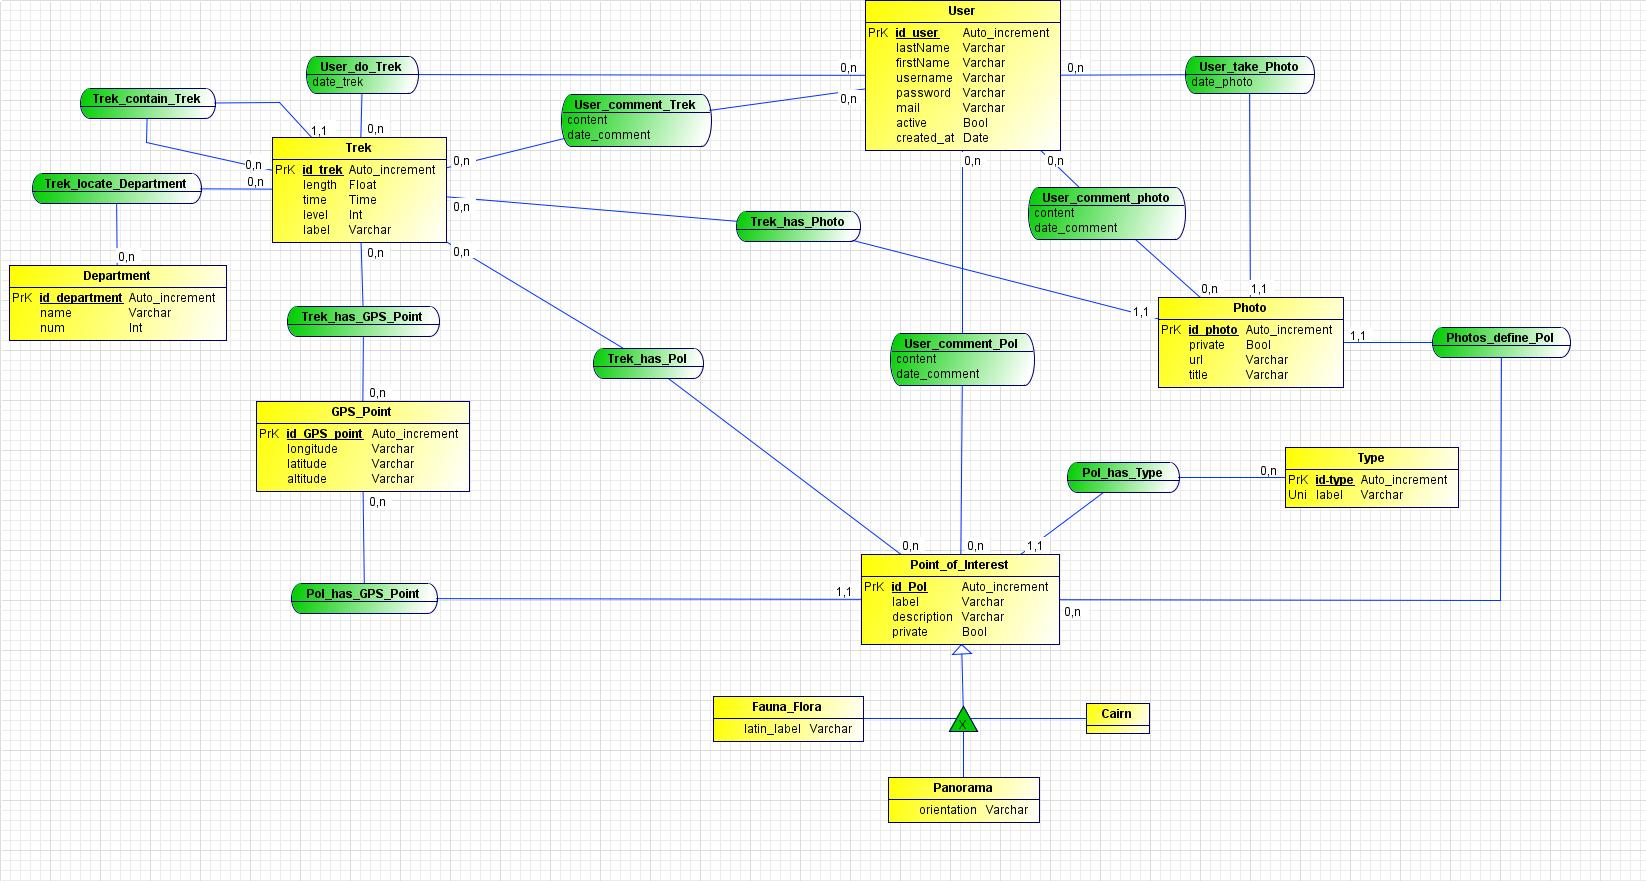 User
PrK id_user Auto_increment
lastName Varchar
firstName Varchar
username Varchar
password Varchar
mail Varchar
active Bool
created_at Date
User_do_Trek
date_trek
0,n
0,n
User_take_Photo
date_photo
Trek_contain_Trek
User_comment_Trek
content
date_comment
0,n
1,1
0,n
Trek
PrK id_trek Auto_increment
length Float
time Time
level Int
label Varchar
0,n
0,n
0,n
0,n
0,n
0,n
Trek_locate_Department
User_comment_photo
content
date_comment
0,n
Trek_has_Photo
0,n
0,n
0,n
Department
PrK id_department Auto_increment
name Varchar
num Int
0,n
1,1
Photo
PrK id_photo Auto_increment
private Bool
url Varchar
title Varchar
1,1
Trek_has_GPS_Point
1,1
Photos_define_PoI
User_comment_PoI
content
date_comment
Trek_has_PoI
0,n
GPS_Point
PrK id_GPS_point Auto_increment
longitude Varchar
latitude Varchar
altitude Varchar
PoI_has_Type
0,n
Type
PrK id-type Auto_increment
Uni label Varchar
0,n
0,n
0,n
1,1
Point_of_Interest
PrK id_PoI Auto_increment
label Varchar
description Varchar
private Bool
PoI_has_GPS_Point
1,1
0,n
Fauna_Flora
latin_label Varchar
X
Cairn
Panorama
orientation Varchar